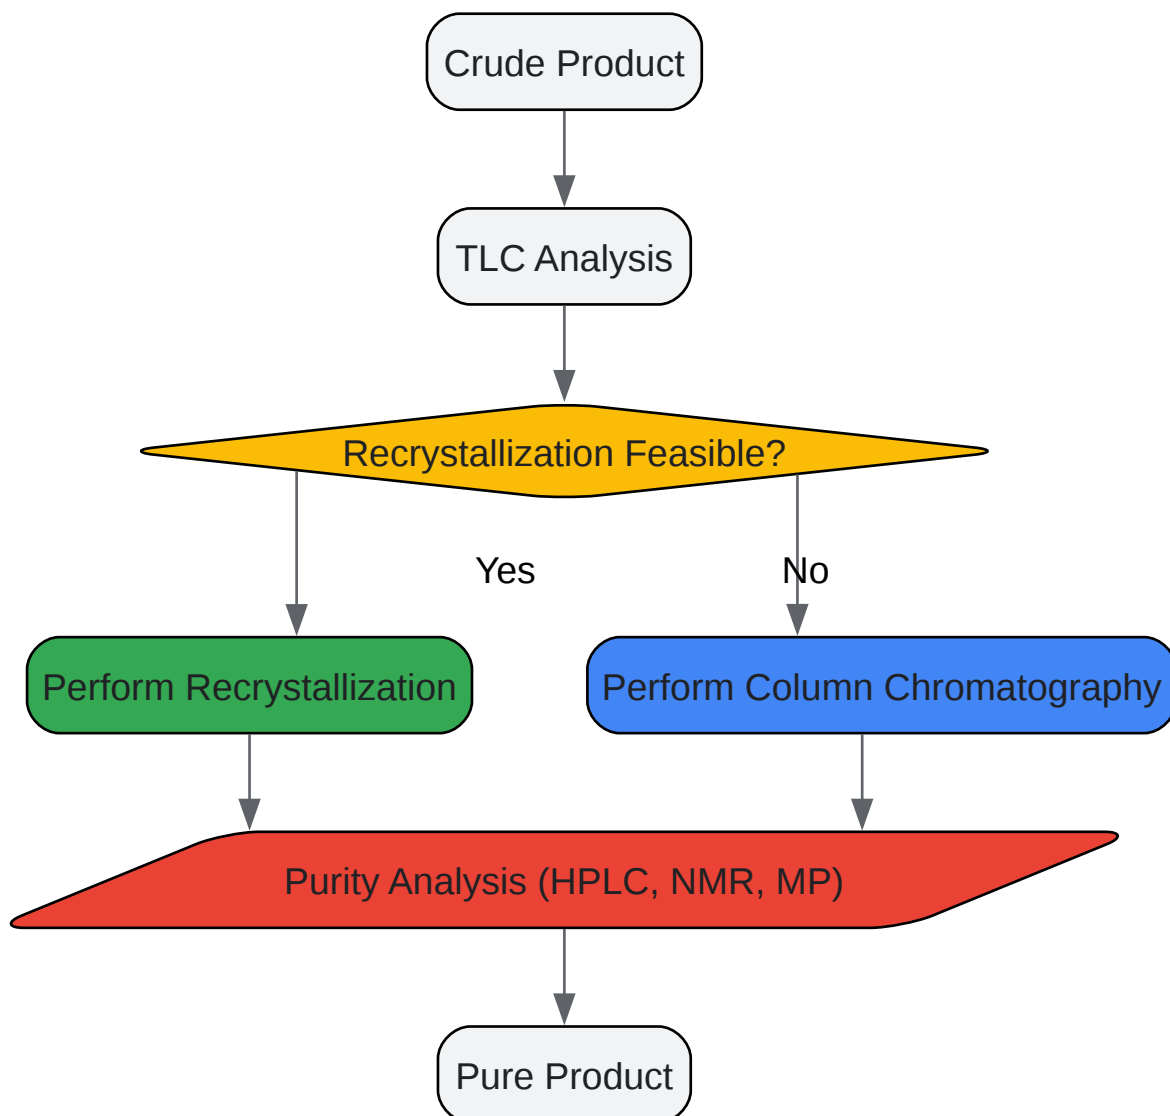 Crude Product
TLC Analysis
Recrystallization Feasible?
Yes
No
Perform Recrystallization
Perform Column Chromatography
Purity Analysis (HPLC, NMR, MP)
Pure Product